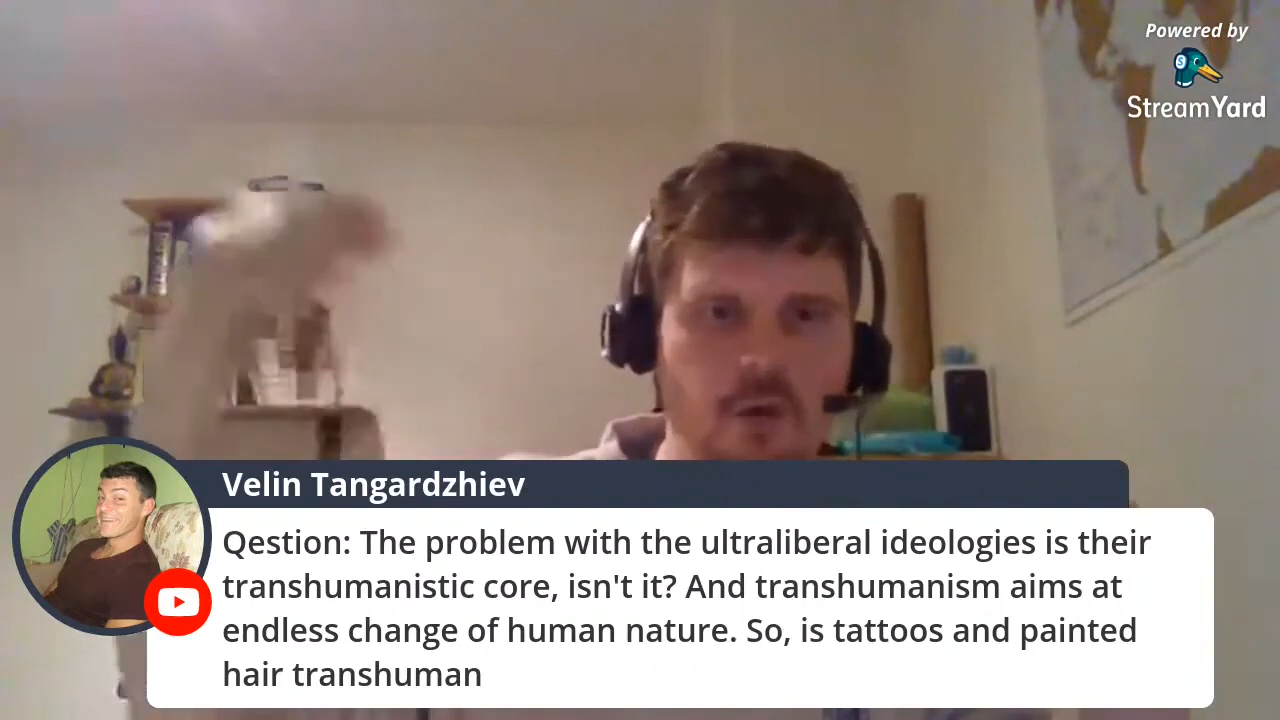 Powered by
StreamYard
Velin Tangardzhiev
Qestion: The problem with the ultraliberal ideologies is their
transhumanistic core, isn't it? And transhumanism aims at
endless change of human nature. So, is tattoos and painted
hair transhuman